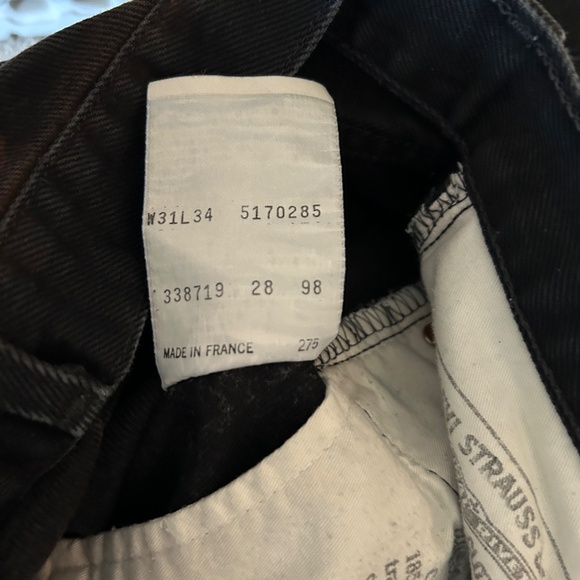 W31L34 5170285
338719 28 98
MADE IN FRANCE 275
STRAUSS